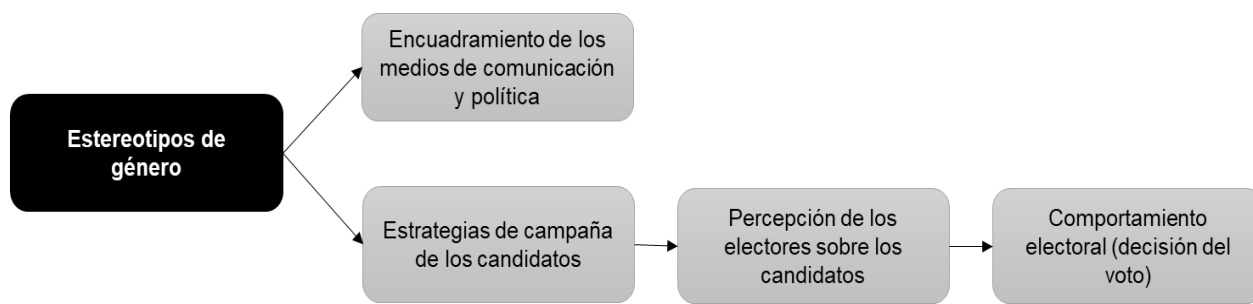 Encuadramiento de los
medios de comunicación
y política
Estereotipos de
género
Estrategias de campaña
de los candidatos
Percepción de los
electores sobre los
candidatos
Comportamiento
electoral (decisión del
voto)